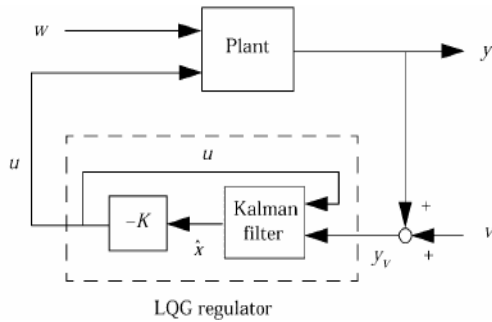 w
Plant
y
u
u
−K
x̂
Kalman
filter
+
y_v
+
v
LQG regulator